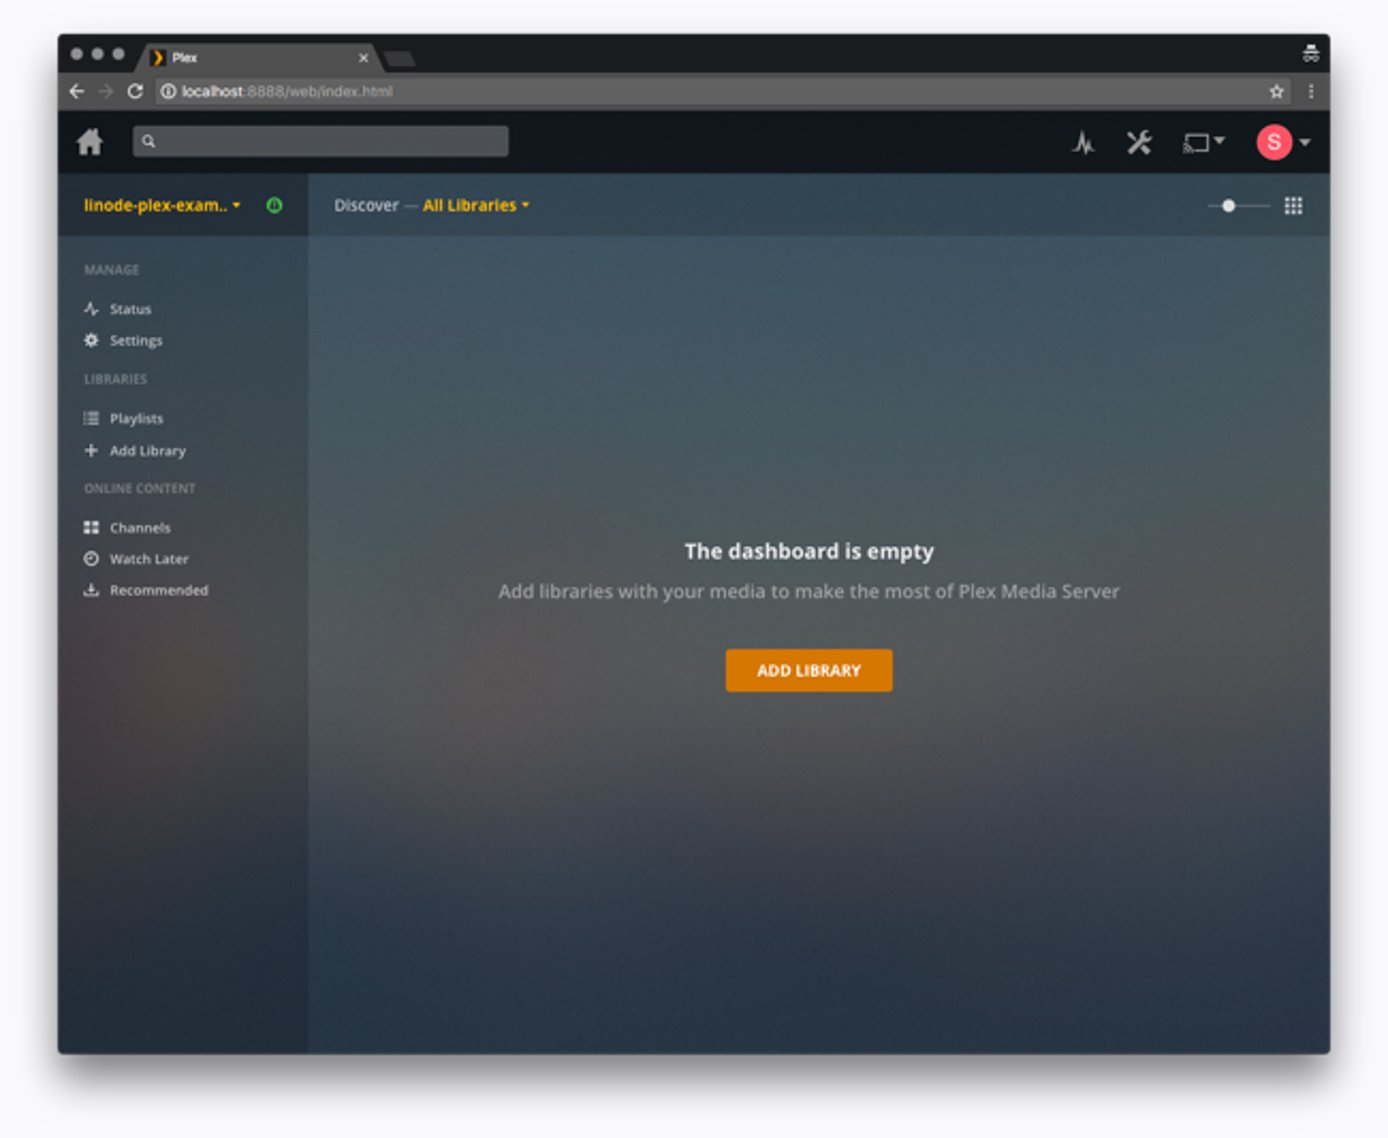 Plex
localhost:8888/web/index.html
S
linode-plex-exam..
Discover — All Libraries
MANAGE
Status
Settings
LIBRARIES
Playlists
Add Library
ONLINE CONTENT
Channels
Watch Later
Recommended
The dashboard is empty
Add libraries with your media to make the most of Plex Media Server
ADD LIBRARY